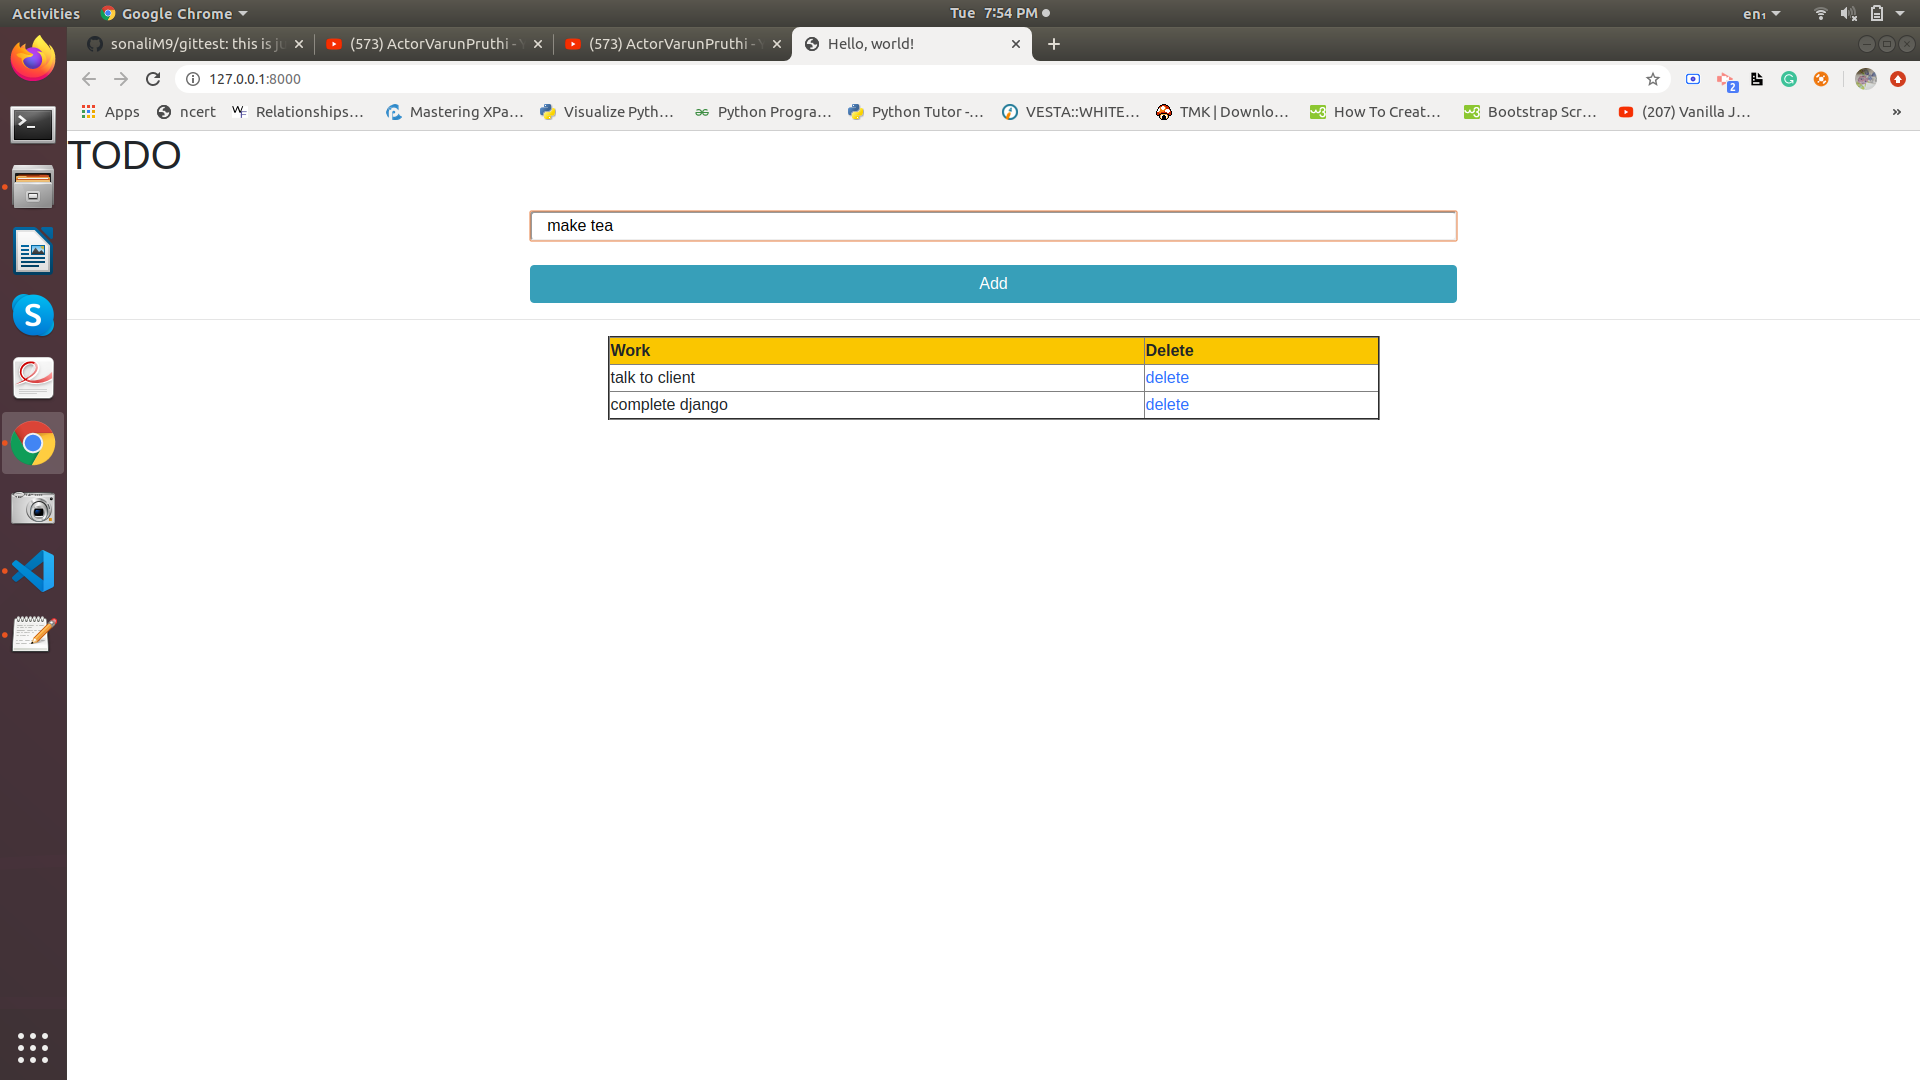 Activities Google Chrome Tue 7:54 PM en₁
sonaliM9/gittest: this is ju (573) ActorVarunPruthi - Y (573) ActorVarunPruthi - Y Hello, world!
127.0.0.1:8000 2
Apps ncert Relationships... Mastering XPa... Visualize Pyth... Python Progra... Python Tutor -... VESTA::WHITE... TMK | Downlo... How To Creat... Bootstrap Scr... (207) Vanilla J... »
TODO
make tea
Add
Work Delete
talk to client delete
complete django delete